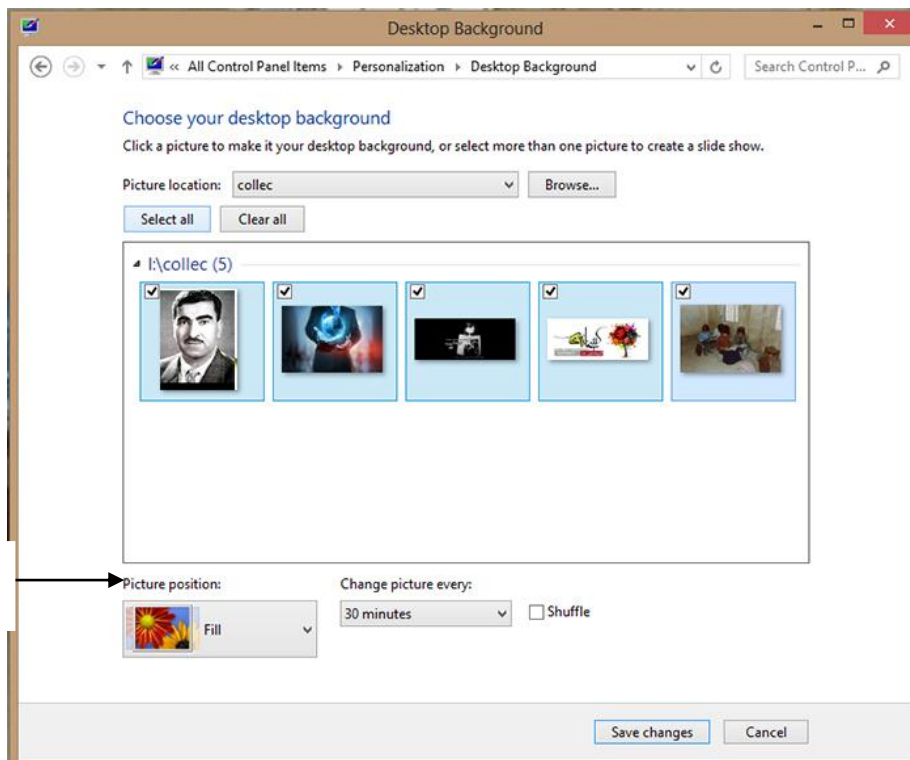 Desktop Background
« All Control Panel Items Personalization Desktop Background
Search Control P...
Choose your desktop background
Click a picture to make it your desktop background, or select more than one picture to create a slide show.
Picture location: collec Browse...
Select all Clear all
I:\collec (5)
Picture position: Change picture every:
Fill 30 minutes Shuffle
Save changes Cancel